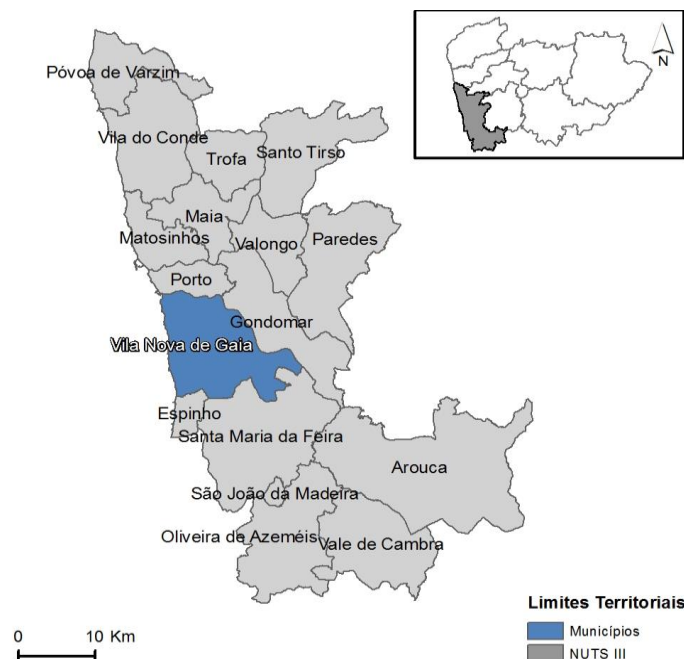 N
Póvoa de Varzim
Vila do Conde
Trofa
Santo Tirso
Maia
Matosinhos
Valongo
Paredes
Porto
Gondomar
Vila Nova de Gaia
Espinho
Santa Maria da Feira
Arouca
São João da Madeira
Oliveira de Azeméis
Vale de Cambra
Limites Territoriais
Municípios
NUTS III
0 10 Km